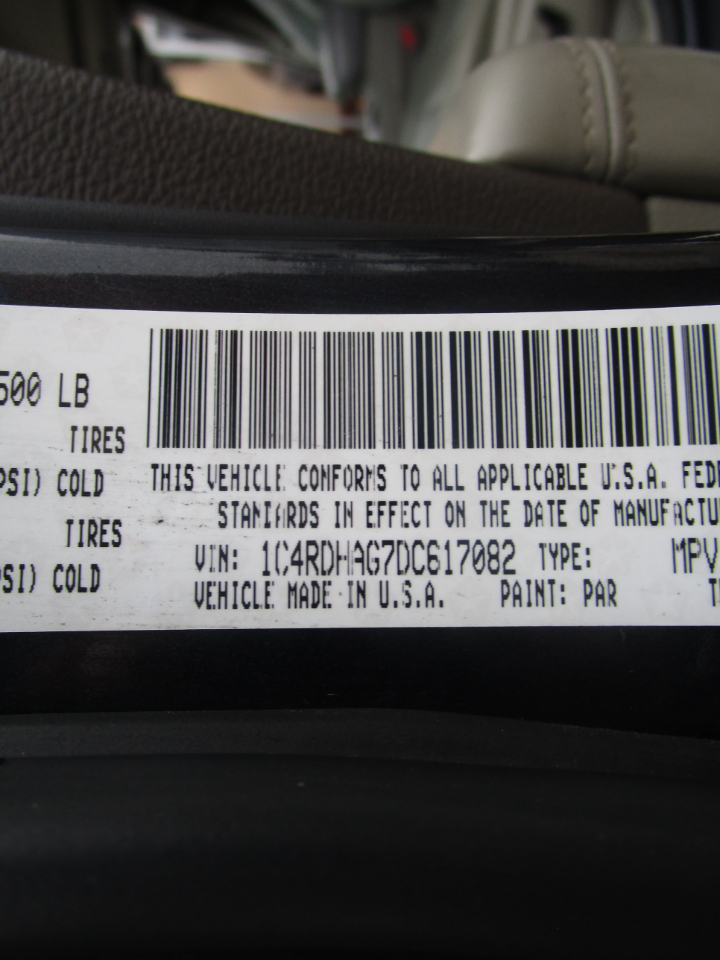 500 LB
TIRES
PSI) COLD
TIRES
SI) COLD
THIS VEHICLE CONFORMS TO ALL APPLICABLE U.S.A. FEDE
STANDARDS IN EFFECT ON THE DATE OF MANUFACTU
VIN: 1C4RDHAG7DC617082 TYPE: MPV
VEHICLE MADE IN U.S.A. PAINT: PAR